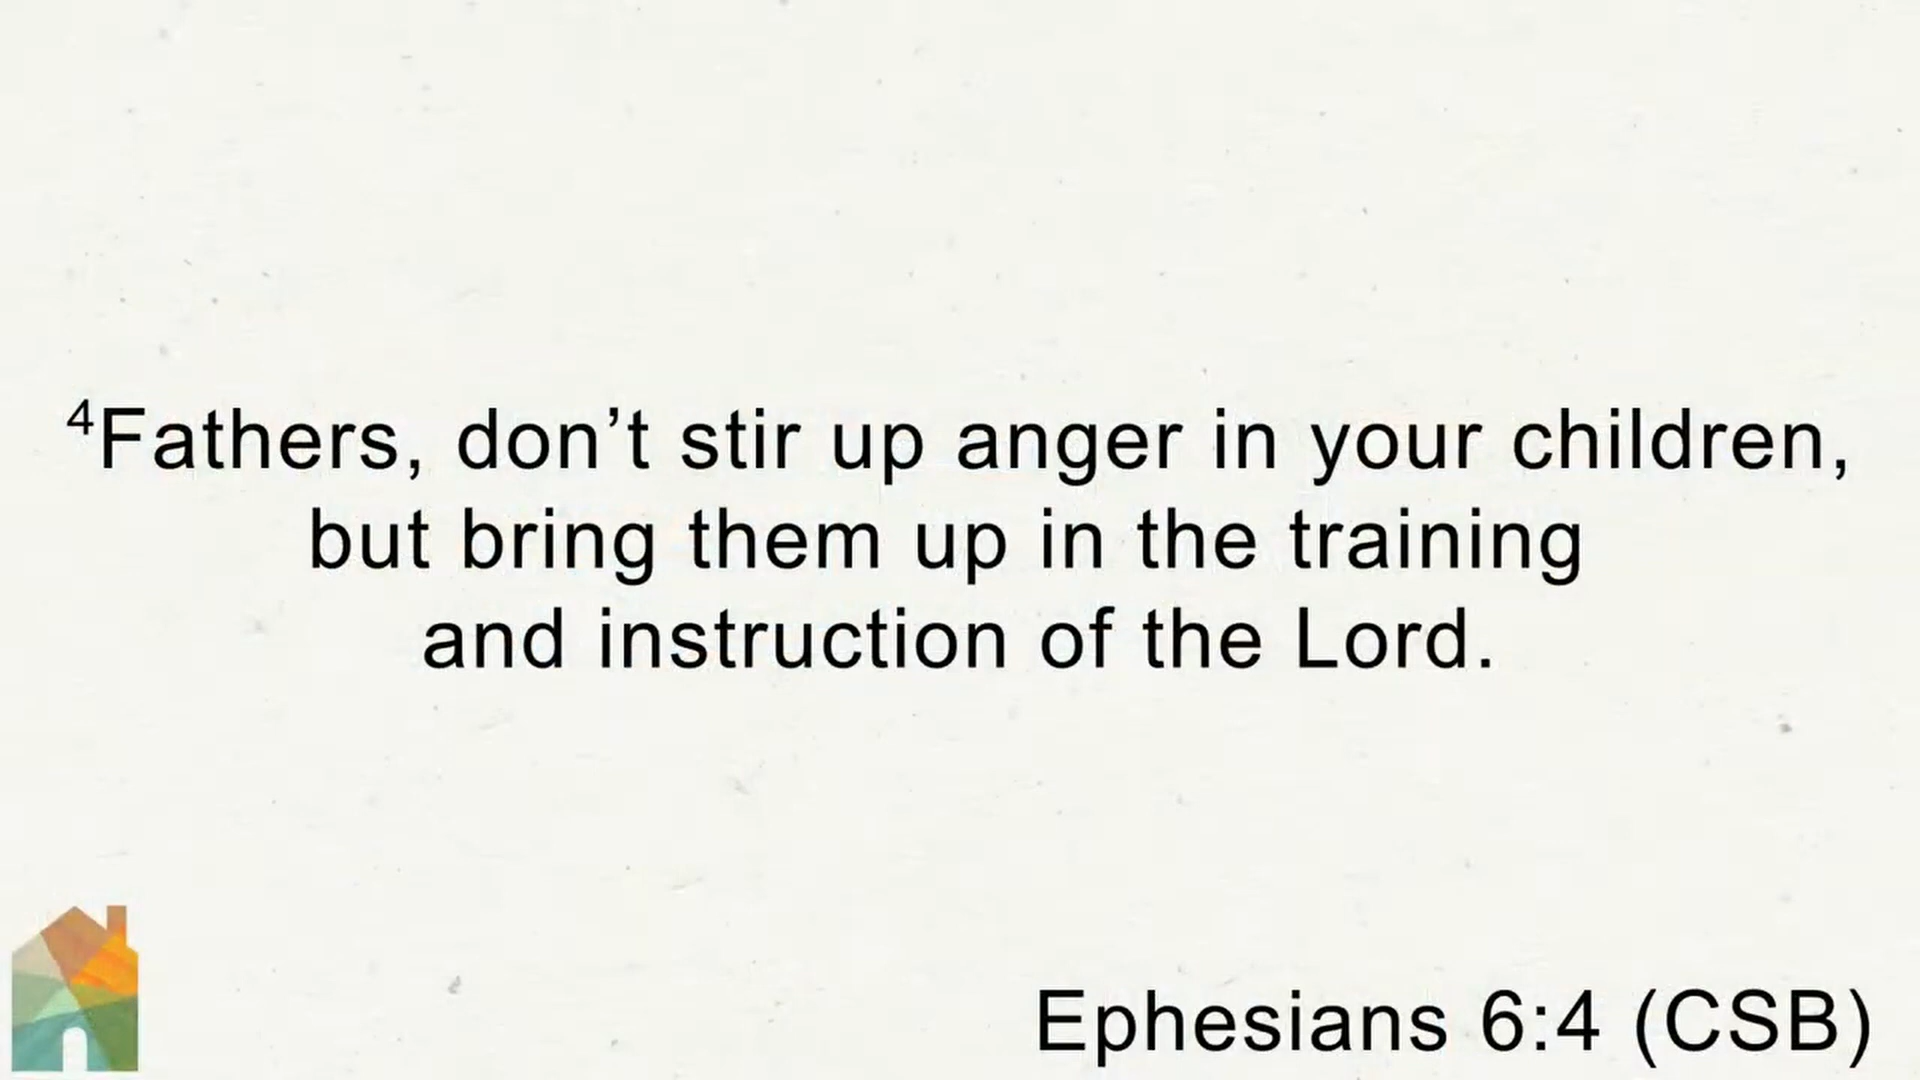 ⁴Fathers, don’t stir up anger in your children,
but bring them up in the training
and instruction of the Lord.
Ephesians 6:4 (CSB)